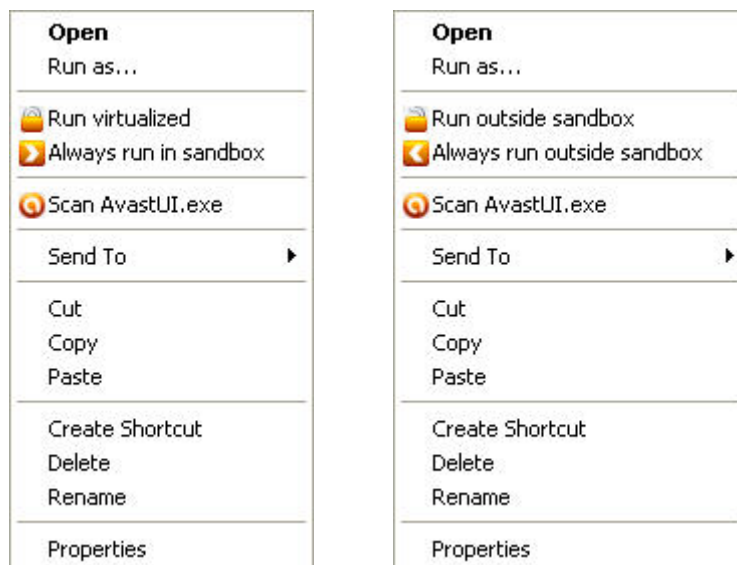 Open
Run as...
Run virtualized
Always run in sandbox
Scan AvastUI.exe
Send To
Cut
Copy
Paste
Create Shortcut
Delete
Rename
Properties
Open
Run as...
Run outside sandbox
Always run outside sandbox
Scan AvastUI.exe
Send To
Cut
Copy
Paste
Create Shortcut
Delete
Rename
Properties